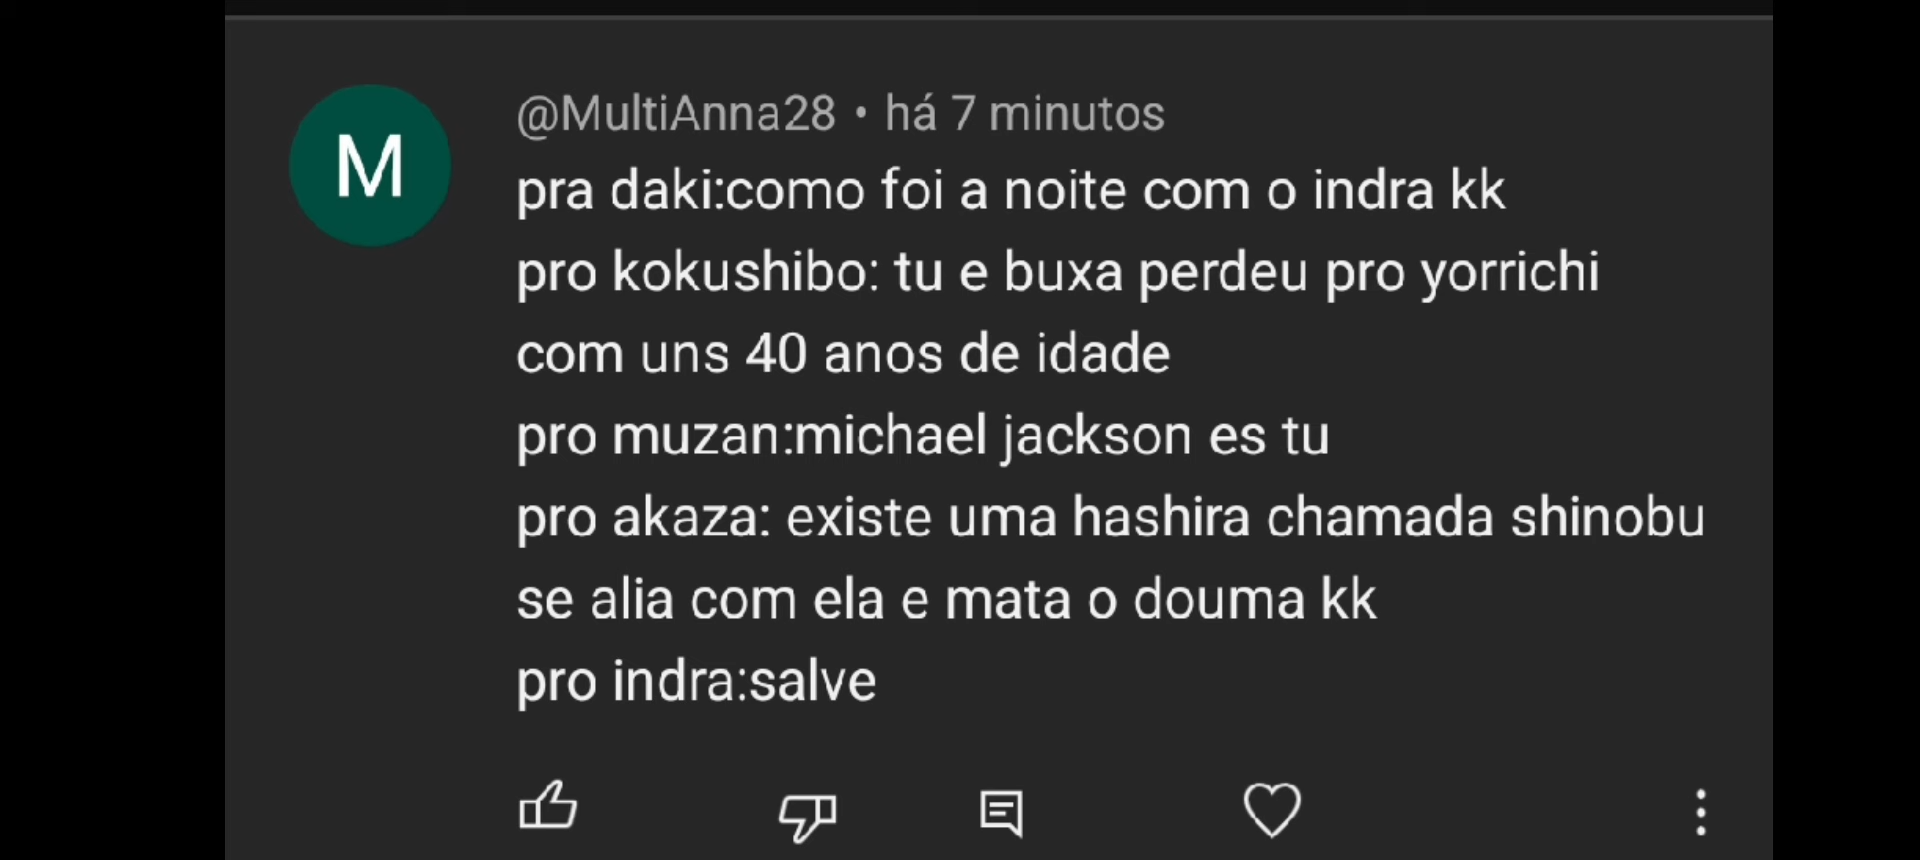 M
@MultiAnna28 • há 7 minutos
pra daki:como foi a noite com o indra kk
pro kokushibo: tu e buxa perdeu pro yorrichi
com uns 40 anos de idade
pro muzan:michael jackson es tu
pro akaza: existe uma hashira chamada shinobu
se alia com ela e mata o douma kk
pro indra:salve